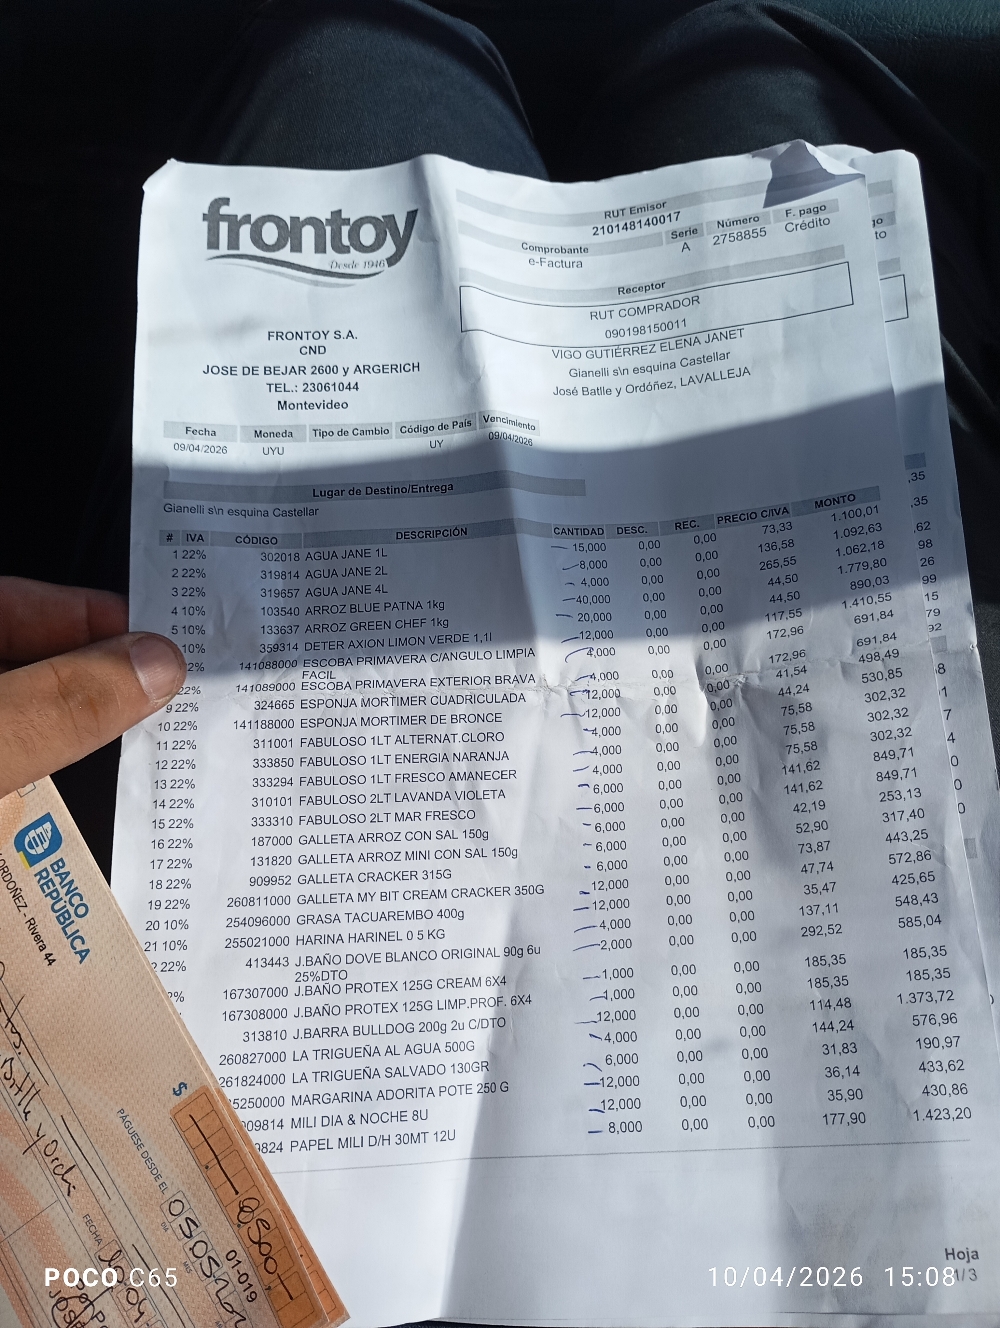 frontoy
Desde 1946
RUT Emisor
210148140017
Comprobante Serie Número F. pago
e-Factura A 2758855 Crédito
Receptor
RUT COMPRADOR
090198150011
VIGO GUTIÉRREZ ELENA JANET
Gianelli s\n esquina Castellar
José Batlle y Ordóñez, LAVALLEJA
FRONTOY S.A.
CND
JOSE DE BEJAR 2600 y ARGERICH
TEL.: 23061044
Montevideo
Fecha Moneda Tipo de Cambio Código de País Vencimiento
09/04/2026 UYU UY 09/04/2026
Lugar de Destino/Entrega
Gianelli s\n esquina Castellar
# IVA CÓDIGO DESCRIPCIÓN CANTIDAD DESC. REC. PRECIO C/IVA MONTO
1 22% 302018 AGUA JANE 1L 15,000 0,00 0,00 73,33 1.100,01
2 22% 319814 AGUA JANE 2L 8,000 0,00 0,00 136,58 1.092,63
3 22% 319657 AGUA JANE 4L 4,000 0,00 0,00 265,55 1.062,18
4 10% 103540 ARROZ BLUE PATNA 1kg 40,000 0,00 0,00 44,50 1.779,80
5 10% 133637 ARROZ GREEN CHEF 1kg 20,000 0,00 0,00 44,50 890,03
10% 359314 DETER AXION LIMON VERDE 1,1l 12,000 0,00 0,00 117,55 1.410,55
2% 141088000 ESCOBA PRIMAVERA C/ANGULO LIMPIA FACIL 4,000 0,00 0,00 172,96 691,84
22% 141089000 ESCOBA PRIMAVERA EXTERIOR BRAVA 4,000 0,00 0,00 172,96 691,84
9 22% 324665 ESPONJA MORTIMER CUADRICULADA 12,000 0,00 0,00 41,54 498,49
10 22% 141188000 ESPONJA MORTIMER DE BRONCE 12,000 0,00 0,00 44,24 530,85
11 22% 311001 FABULOSO 1LT ALTERNAT.CLORO 4,000 0,00 0,00 75,58 302,32
12 22% 333850 FABULOSO 1LT ENERGIA NARANJA 4,000 0,00 0,00 75,58 302,32
13 22% 333294 FABULOSO 1LT FRESCO AMANECER 4,000 0,00 0,00 75,58 302,32
14 22% 310101 FABULOSO 2LT LAVANDA VIOLETA 6,000 0,00 0,00 141,62 849,71
15 22% 333310 FABULOSO 2LT MAR FRESCO 6,000 0,00 0,00 141,62 849,71
16 22% 187000 GALLETA ARROZ CON SAL 150g 6,000 0,00 0,00 42,19 253,13
17 22% 131820 GALLETA ARROZ MINI CON SAL 150g 6,000 0,00 0,00 52,90 317,40
18 22% 909952 GALLETA CRACKER 315G 6,000 0,00 0,00 73,87 443,25
19 22% 260811000 GALLETA MY BIT CREAM CRACKER 350G 12,000 0,00 0,00 47,74 572,86
20 10% 254096000 GRASA TACUAREMBO 400g 12,000 0,00 0,00 35,47 425,65
21 10% 255021000 HARINA HARINEL 0 5 KG 4,000 0,00 0,00 137,11 548,43
22% 413443 J.BAÑO DOVE BLANCO ORIGINAL 90g 6u 25%DTO 2,000 0,00 0,00 292,52 585,04
167307000 J.BAÑO PROTEX 125G CREAM 6X4 1,000 0,00 0,00 185,35 185,35
167308000 J.BAÑO PROTEX 125G LIMP.PROF. 6X4 1,000 0,00 0,00 185,35 185,35
313810 J.BARRA BULLDOG 200g 2u C/DTO 12,000 0,00 0,00 114,48 1.373,72
260827000 LA TRIGUEÑA AL AGUA 500G 4,000 0,00 0,00 144,24 576,96
261824000 LA TRIGUEÑA SALVADO 130GR 6,000 0,00 0,00 31,83 190,97
5250000 MARGARINA ADORITA POTE 250 G 12,000 0,00 0,00 36,14 433,62
09814 MILI DIA & NOCHE 8U 12,000 0,00 0,00 35,90 430,86
9824 PAPEL MILI D/H 30MT 12U 8,000 0,00 0,00 177,90 1.423,20
Hoja
1/3
BANCO
REPÚBLICA
ORDOÑEZ - Rivera 44
$
PÁGUESE DESDE EL
DÍA
MES
FECHA
01-019
POCO C65
10/04/2026 15:08